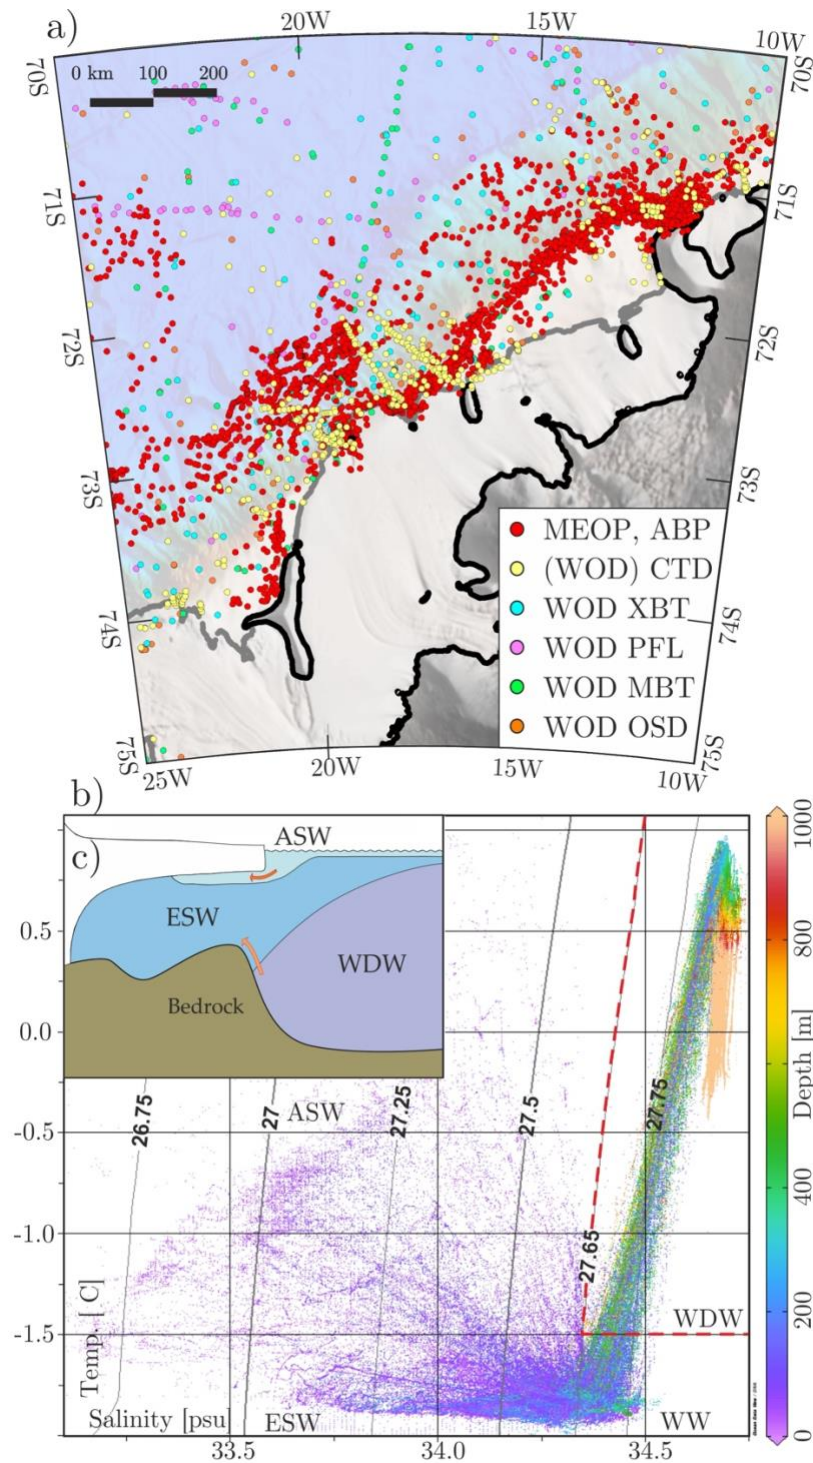 a)
20W
15W
10W
70S
0 km 100 200
70S
71S
71S
72S
72S
73S
73S
MEOP, ABP
(WOD) CTD
WOD XBT
WOD PFL
WOD MBT
WOD OSD
74S
74S
75S
75S
25W
20W
15W
10W
b)
c)
ASW
ESW
WDW
Bedrock
1000
800
Depth [m]
400
200
0
0.5
0.0
-0.5
-1.0
-1.5
Temp. [ C]
26.75
27
27.25
27.5
27.65
27.75
ASW
WDW
Salinity [psu]
ESW
WW
33.5
34.0
34.5